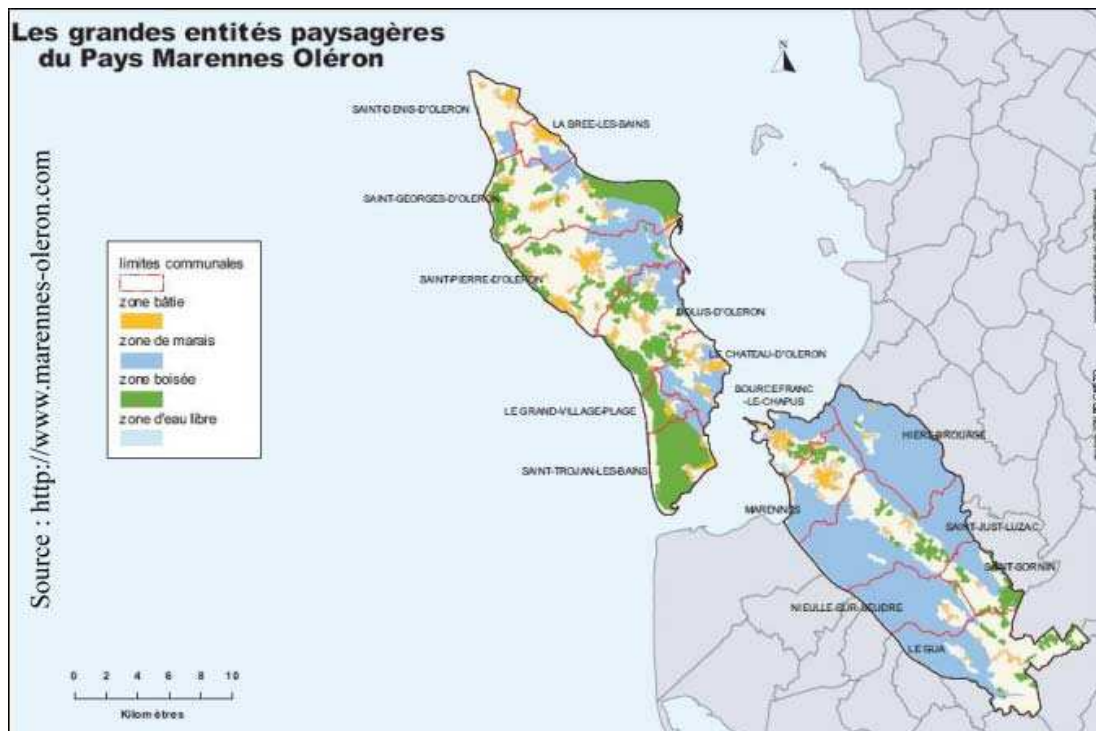 Les grandes entités paysagères
du Pays Marennes Oléron
N
SAINT-DENIS-D'OLERON
LA BREE-LES-BAINS
SAINT-GEORGES-D'OLERON
SAINT-PIERRE-D'OLERON
DOLUS-D'OLERON
LE CHATEAU-D'OLERON
BOURCEFRANC
-LE-CHAPUS
LE GRAND-VILLAGE-PLAGE
HIERS-BROUAGE
SAINT-TROJAN-LES-BAINS
MARENNES
SAINT-JUST-LUZAC
SAINT-SORNIN
NIEULLE-SUR-SEUDRE
LE GUA
limites communales
zone bâtie
zone de marais
zone boisée
zone d'eau libre
Source : http://www.marennes-oleron.com
0 2 4 6 8 10
Kilomètres